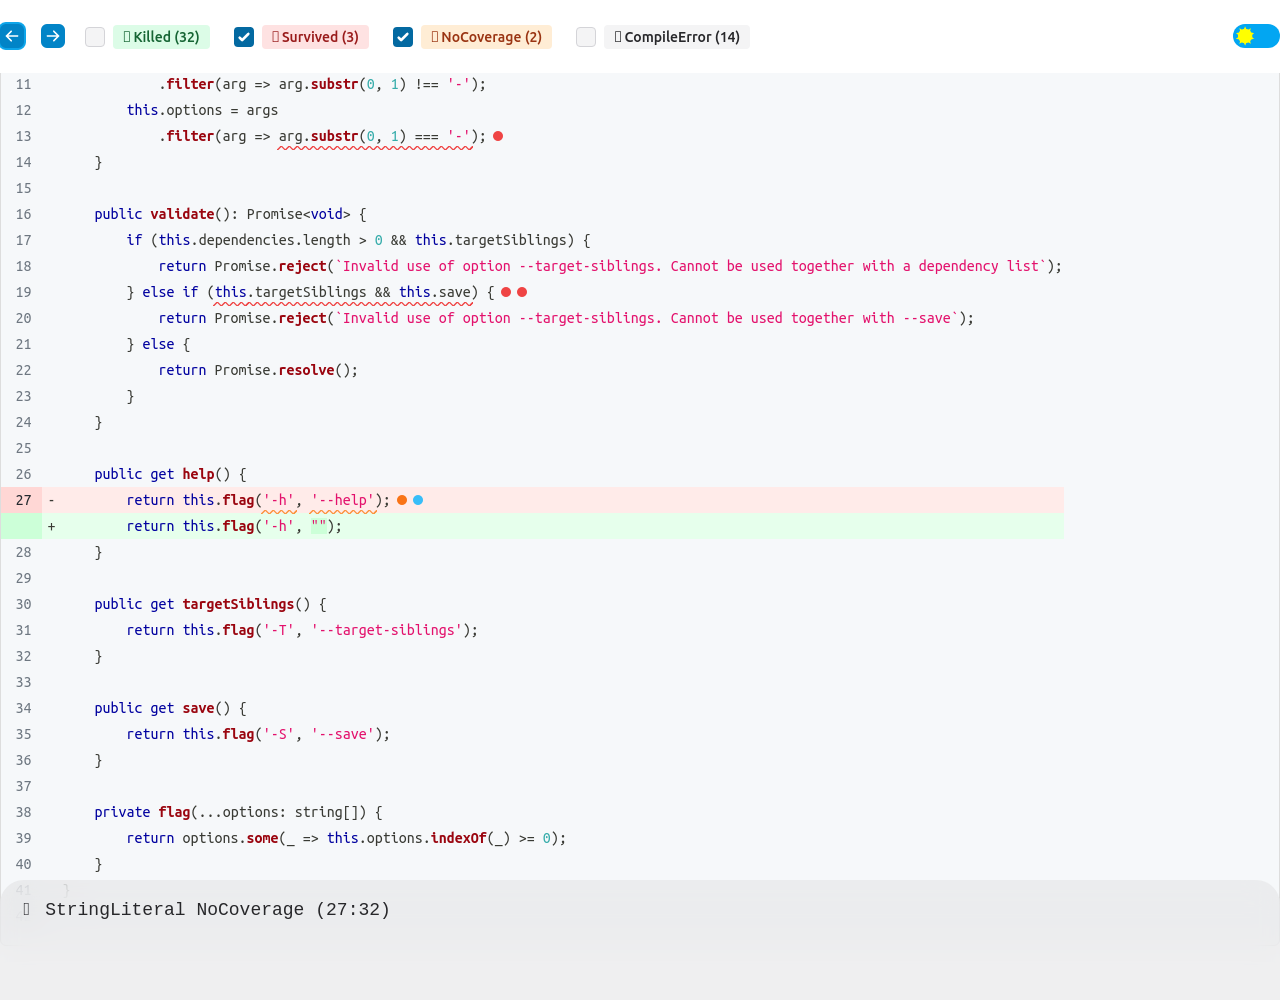 Killed (32) Survived (3) NoCoverage (2) CompileError (14)
11 .filter(arg => arg.substr(0, 1) !== '-');
12 this.options = args
13 .filter(arg => arg.substr(0, 1) === '-');
14 }
15
16 public validate(): Promise<void> {
17 if (this.dependencies.length > 0 && this.targetSiblings) {
18 return Promise.reject(`Invalid use of option --target-siblings. Cannot be used together with a dependency list`);
19 } else if (this.targetSiblings && this.save) {
20 return Promise.reject(`Invalid use of option --target-siblings. Cannot be used together with --save`);
21 } else {
22 return Promise.resolve();
23 }
24 }
25
26 public get help() {
27 - return this.flag('-h', '--help');
+ return this.flag('-h', "");
28 }
29
30 public get targetSiblings() {
31 return this.flag('-T', '--target-siblings');
32 }
33
34 public get save() {
35 return this.flag('-S', '--save');
36 }
37
38 private flag(...options: string[]) {
39 return options.some(_ => this.options.indexOf(_) >= 0);
40 }
41 }
StringLiteral NoCoverage (27:32)